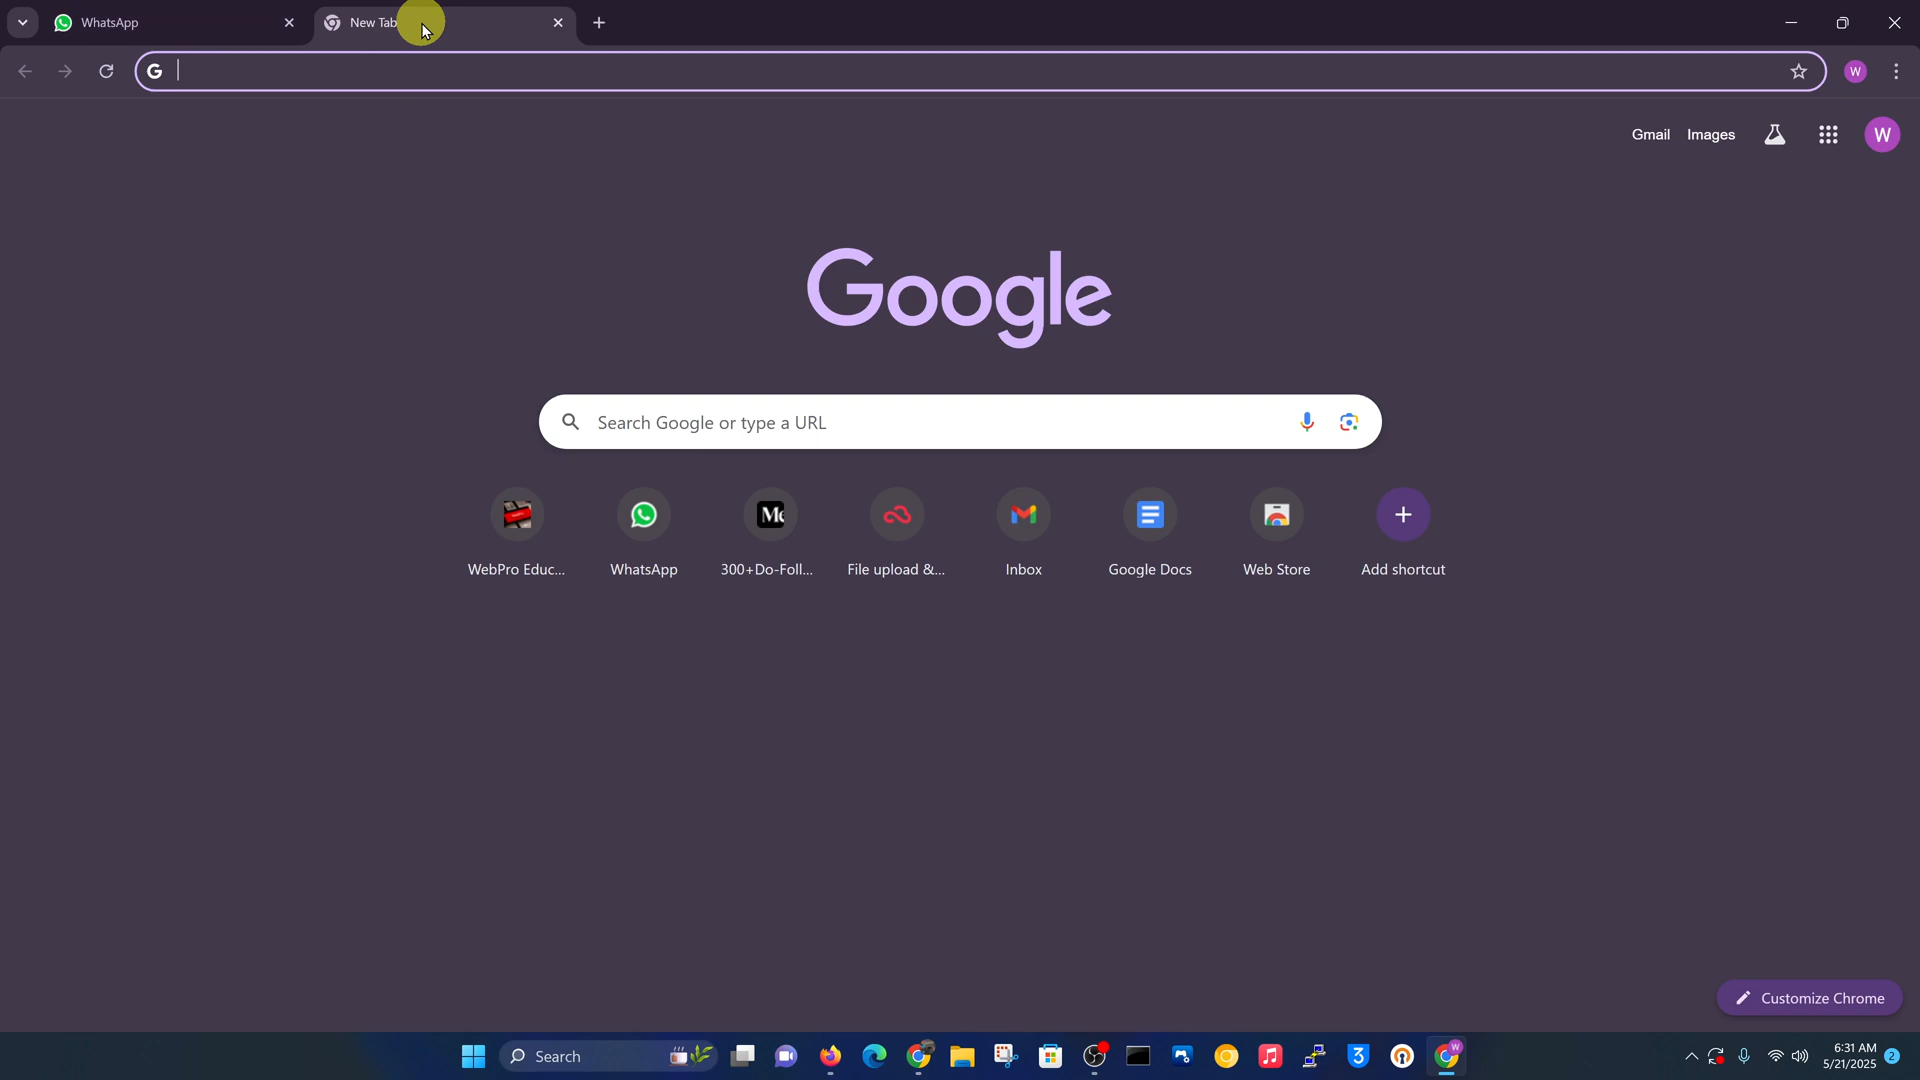 WhatsApp
New Tab
Gmail
Images
W
W
Google
Search Google or type a URL
WebPro Educ...
WhatsApp
300+Do-Foll...
File upload &...
Inbox
Google Docs
Web Store
Add shortcut
Customize Chrome
Search
6:31 AM
5/21/2025
2